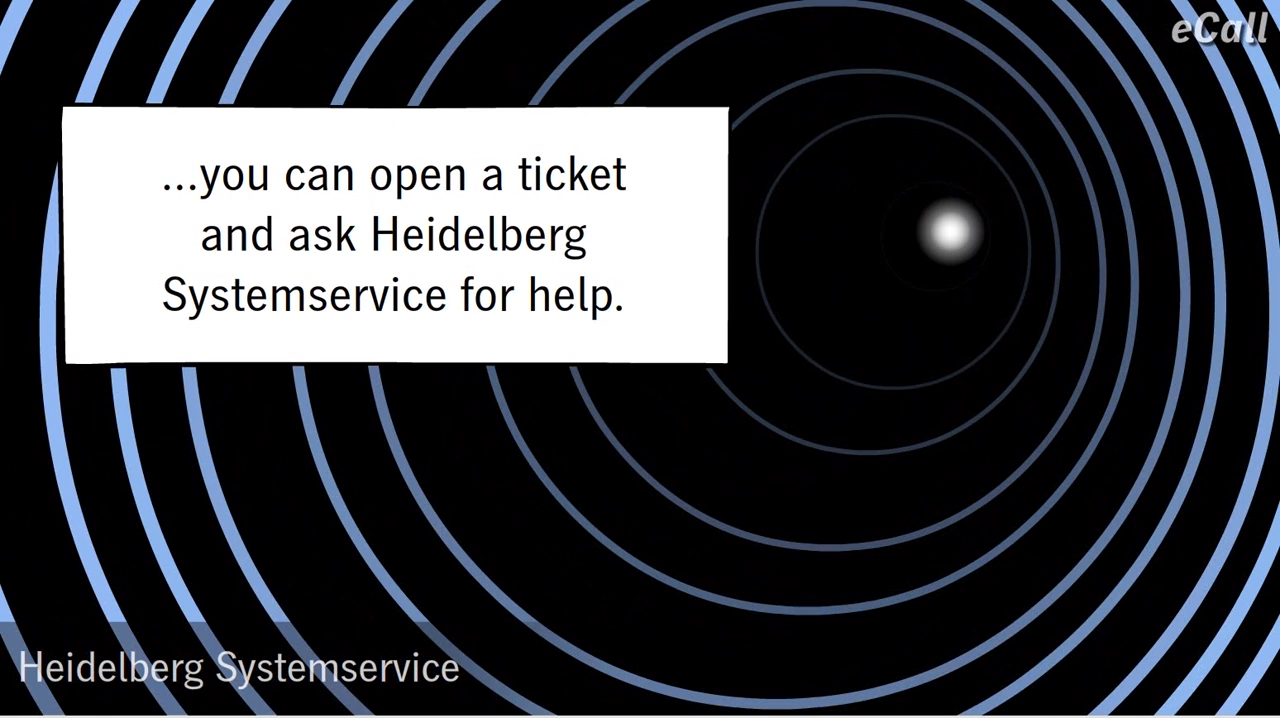 eCall
...you can open a ticket
and ask Heidelberg
Systemservice for help.
Heidelberg Systemservice